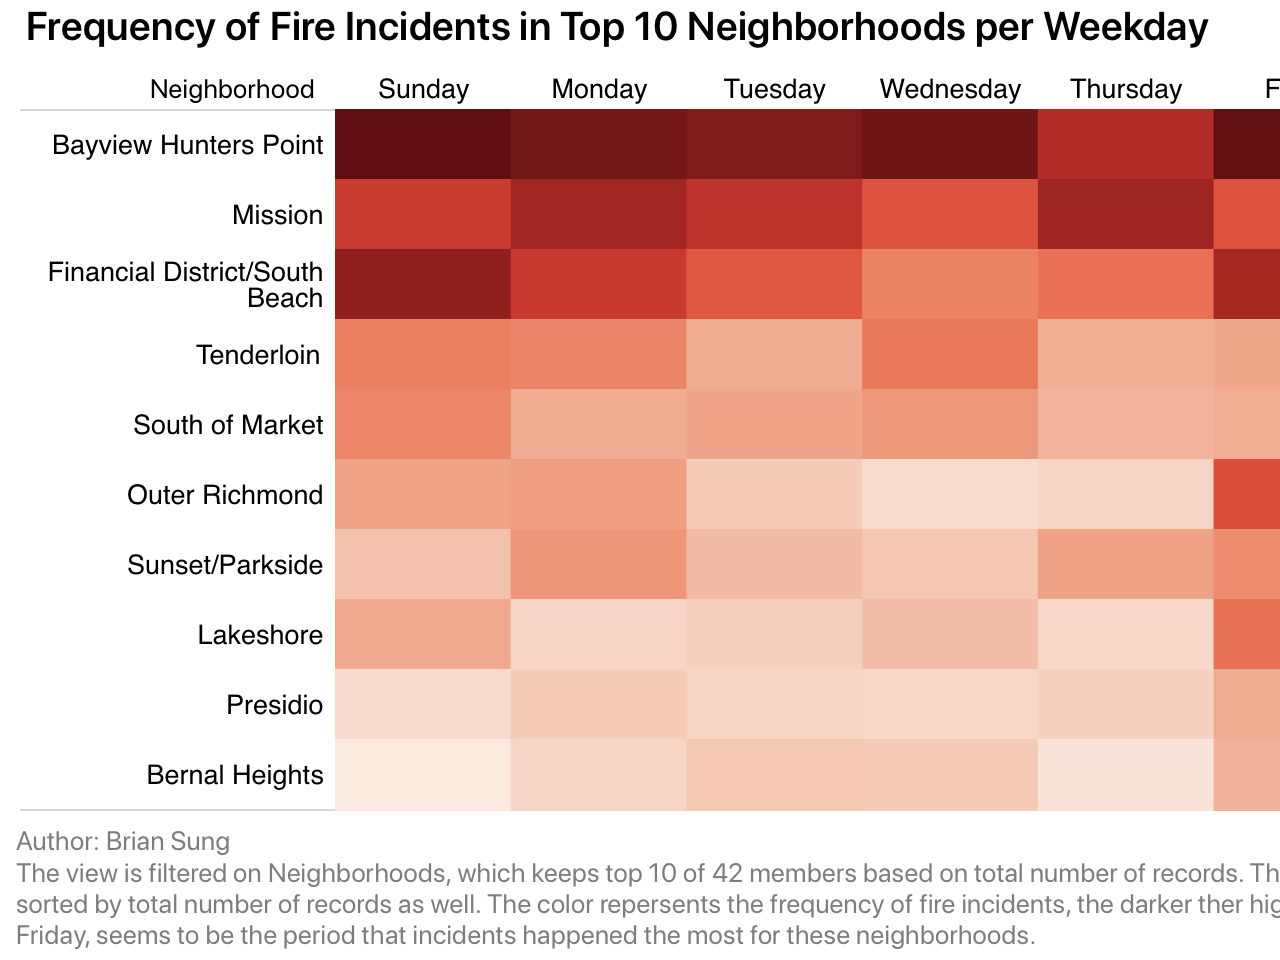 Frequency of Fire Incidents in Top 10 Neighborhoods per Weekday
Neighborhood Sunday Monday Tuesday Wednesday Thursday F
Bayview Hunters Point
Mission
Financial District/South
Beach
Tenderloin
South of Market
Outer Richmond
Sunset/Parkside
Lakeshore
Presidio
Bernal Heights
Author: Brian Sung
The view is filtered on Neighborhoods, which keeps top 10 of 42 members based on total number of records. Th
sorted by total number of records as well. The color repersents the frequency of fire incidents, the darker ther hig
Friday, seems to be the period that incidents happened the most for these neighborhoods.